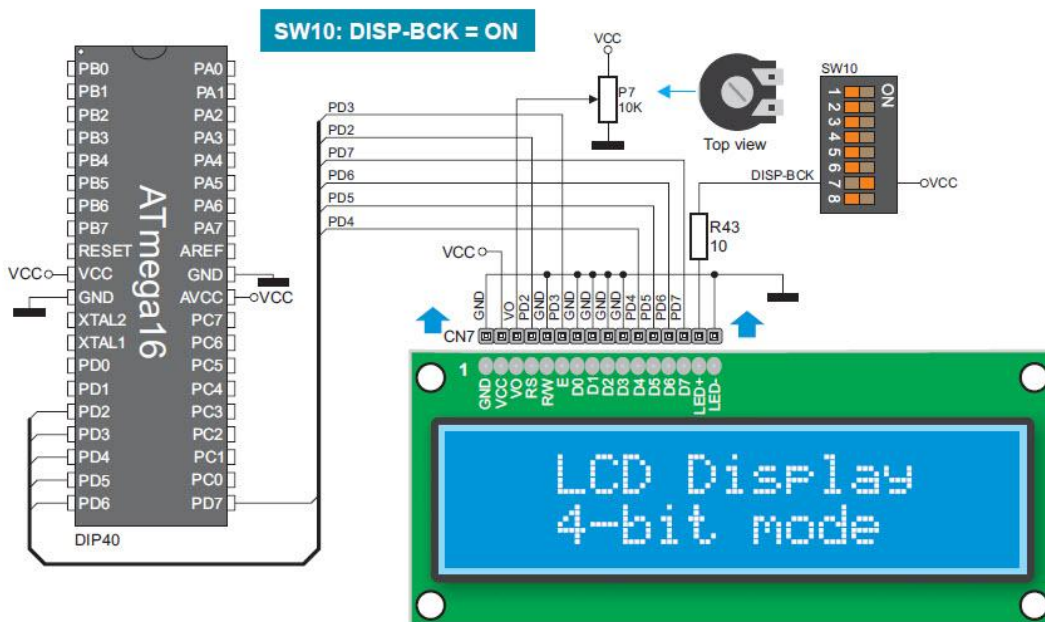 SW10: DISP-BCK = ON
PB0
PB1
PB2
PB3
PB4
PB5
PB6
PB7
RESET
VCC
GND
XTAL2
XTAL1
PD0
PD1
PD2
PD3
PD4
PD5
PD6
ATmega16
PA0
PA1
PA2
PA3
PA4
PA5
PA6
PA7
AREF
GND
AVCC
PC7
PC6
PC5
PC4
PC3
PC2
PC1
PC0
PD7
VCC
VCC
DIP40
PD3
PD2
PD7
PD6
PD5
PD4
VCC
P7
10K
Top view
SW10
ON
1
2
3
4
5
6
7
8
DISP-BCK
VCC
R43
10
VCC
GND
VO
PD2
GND
PD3
GND
GND
GND
GND
PD4
PD5
PD6
PD7
CN7
1
GND
VCC
VO
RS
R/W
E
D0
D1
D2
D3
D4
D5
D6
D7
LED+
LED-
LCD Display
4-bit mode